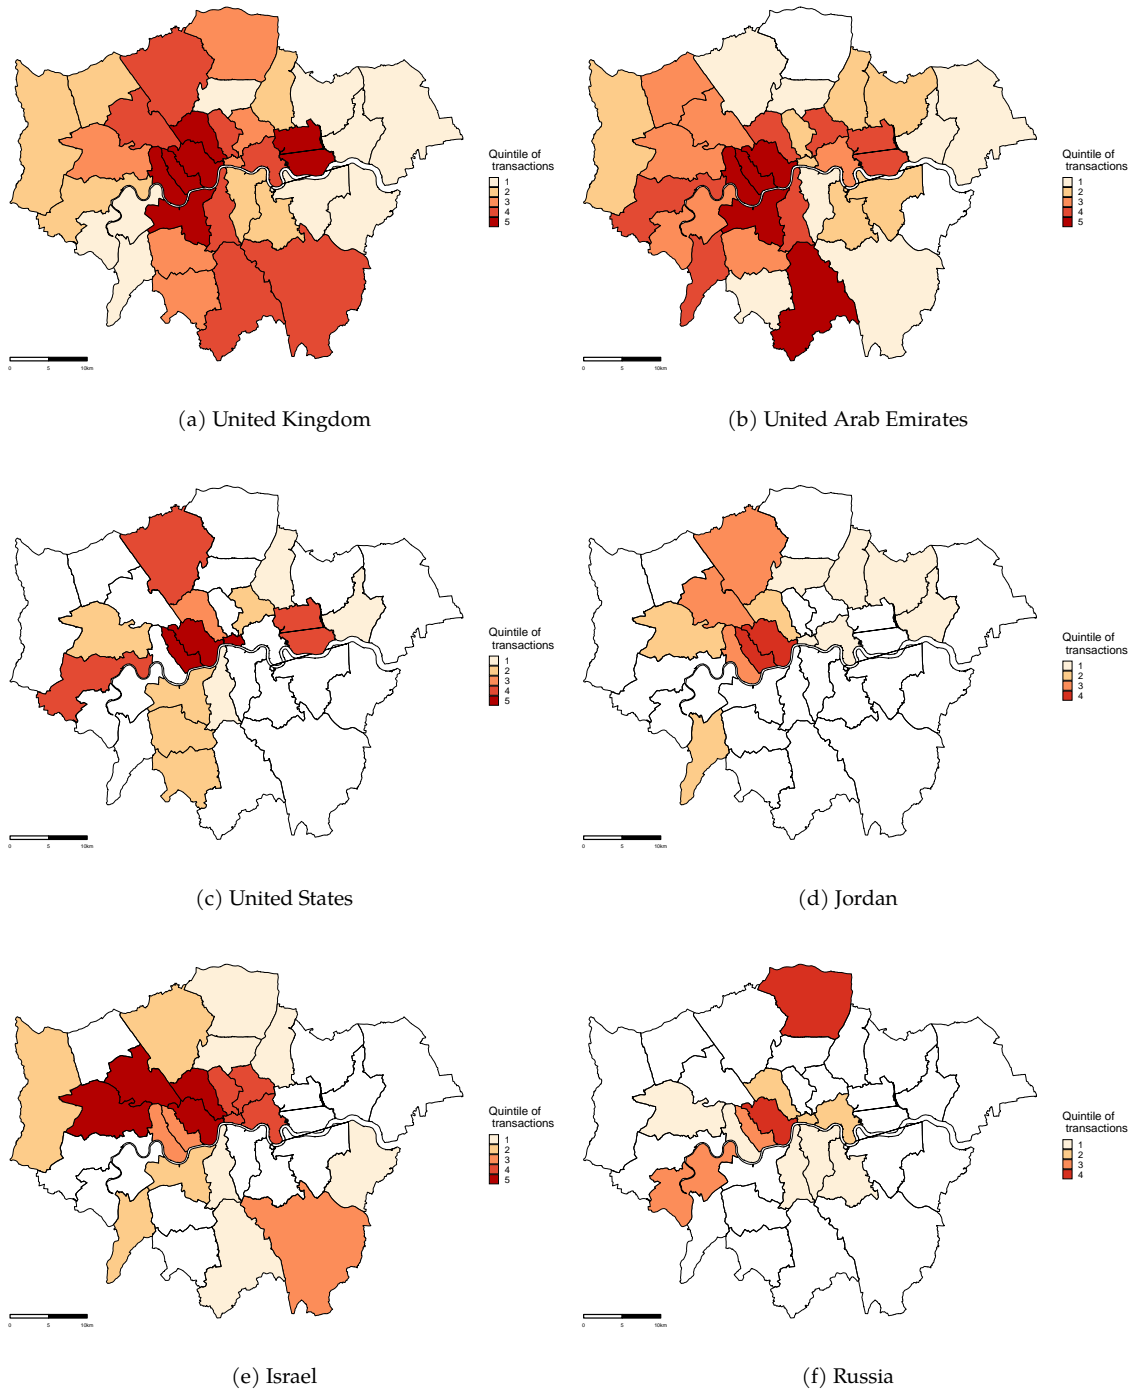 Quintile of
transactions
1
2
3
4
5
0 5 10km
(a) United Kingdom
Quintile of
transactions
1
2
3
4
5
0 5 10km
(b) United Arab Emirates
Quintile of
transactions
1
2
3
4
5
0 5 10km
(c) United States
Quintile of
transactions
1
2
3
4
0 5 10km
(d) Jordan
Quintile of
transactions
1
2
3
4
5
0 5 10km
(e) Israel
Quintile of
transactions
1
2
3
4
0 5 10km
(f) Russia